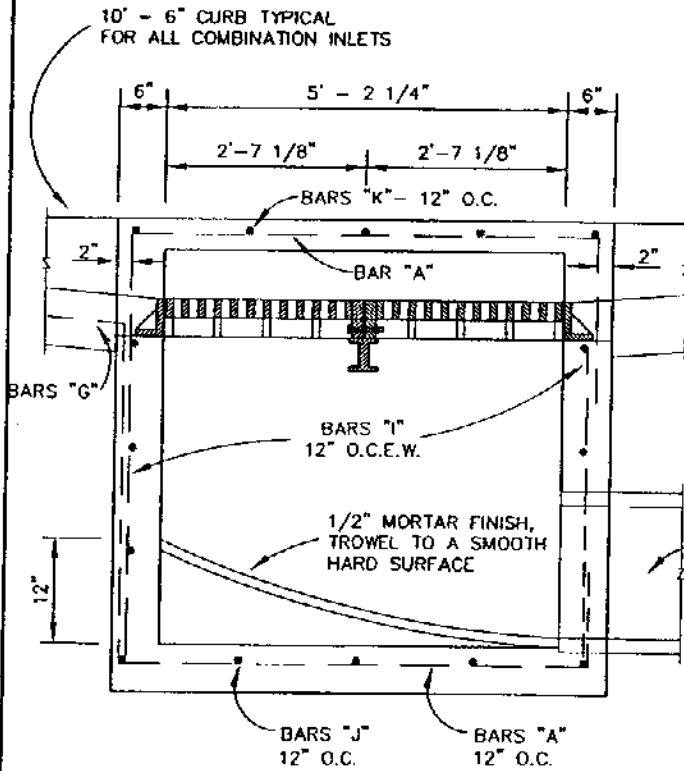 10' - 6" CURB TYPICAL
FOR ALL COMBINATION INLETS
6" 5' - 2 1/4" 6"
2'-7 1/8" 2'-7 1/8"
BARS "K"- 12" O.C.
2" 2"
BAR "A"
BARS "G"
BARS "I"
12" O.C.E.W.
1/2" MORTAR FINISH,
TROWEL TO A SMOOTH
HARD SURFACE
12"
BARS "J"
12" O.C.
BARS "A"
12" O.C.